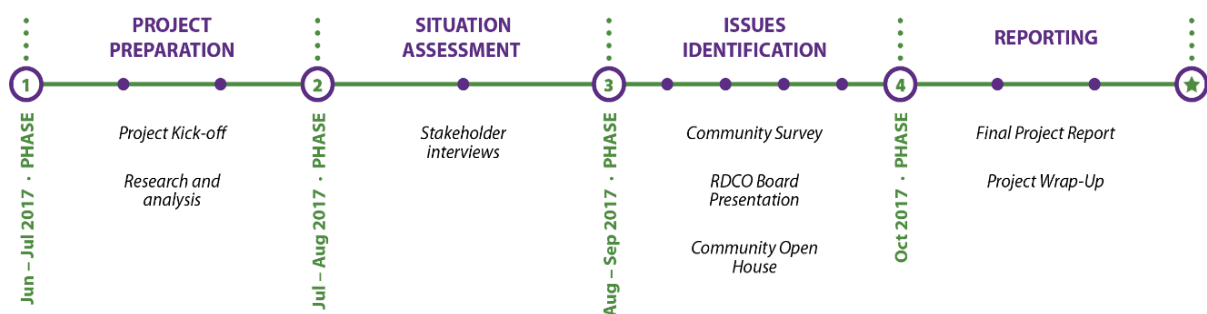 PROJECT
PREPARATION
SITUATION
ASSESSMENT
ISSUES
IDENTIFICATION
REPORTING
1
2
3
4
Jun – Jul 2017 · PHASE
Project Kick-off
Research and
analysis
Jul – Aug 2017 · PHASE
Stakeholder
interviews
Aug – Sep 2017 · PHASE
Community Survey
RDCO Board
Presentation
Community Open
House
Oct 2017 · PHASE
Final Project Report
Project Wrap-Up